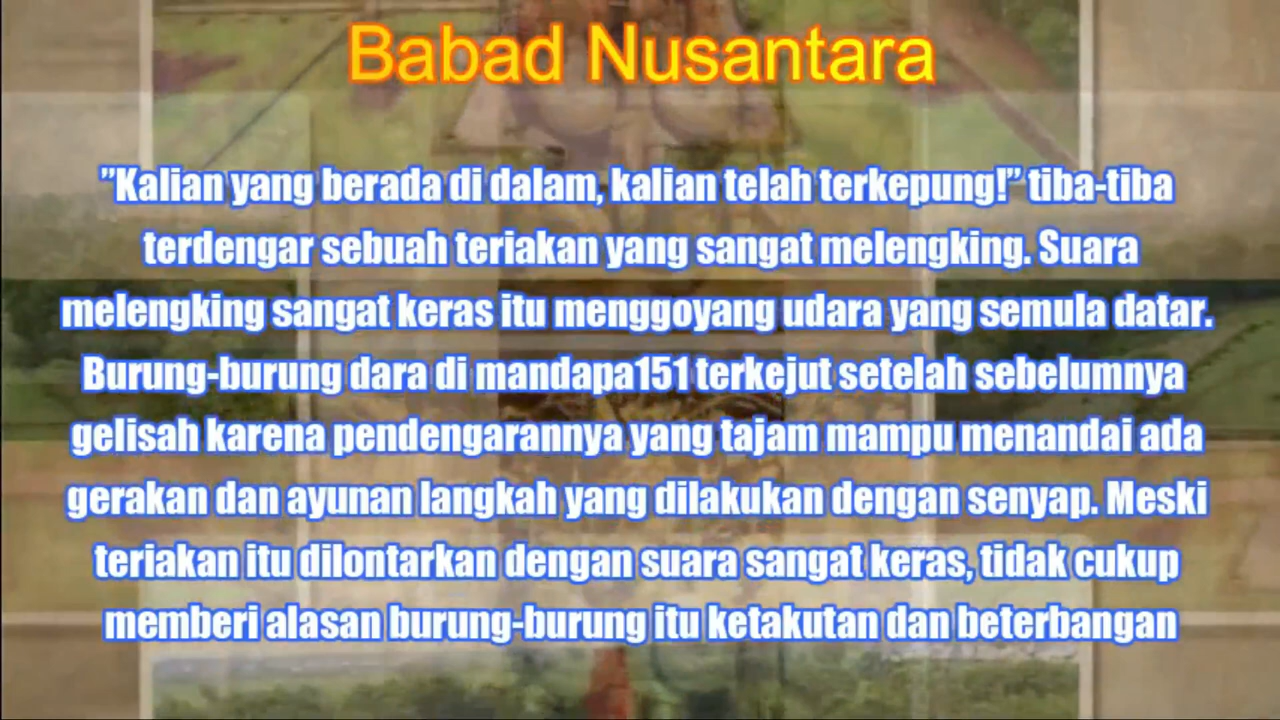 Babad Nusantara
”Kalian yang berada di dalam, kalian telah terkepung!” tiba-tiba
terdengar sebuah teriakan yang sangat melengking. Suara
melengking sangat keras itu menggoyang udara yang semula datar.
Burung-burung dara di mandapa151 terkejut setelah sebelumnya
gelisah karena pendengarannya yang tajam mampu menandai ada
gerakan dan ayunan langkah yang dilakukan dengan senyap. Meski
teriakan itu dilontarkan dengan suara sangat keras, tidak cukup
memberi alasan burung-burung itu ketakutan dan beterbangan